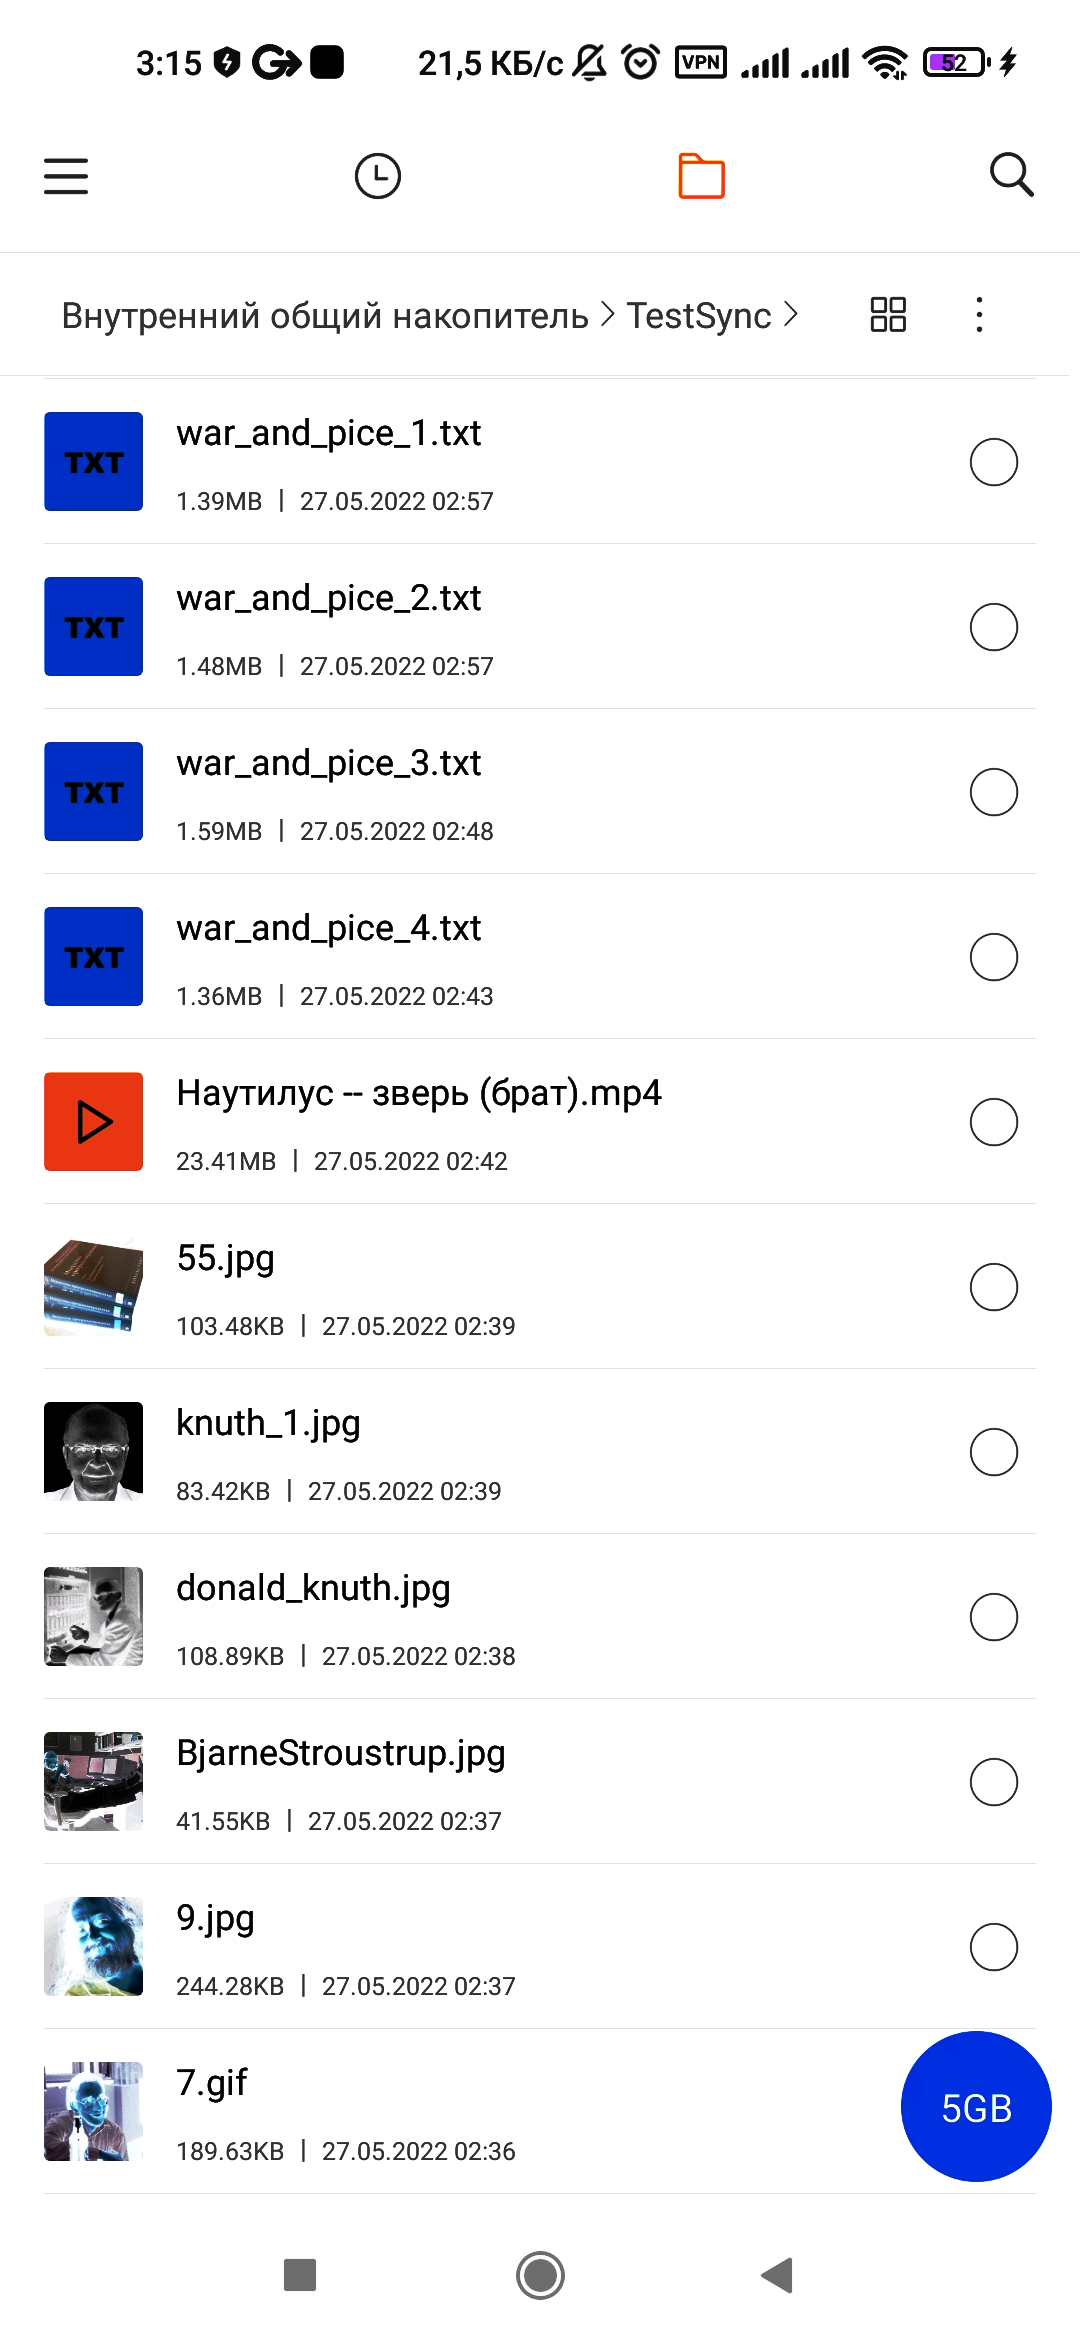 3:15 21,5 КБ/с VPN 52
Внутренний общий накопитель TestSync
TXT
war_and_pice_1.txt
1.39MB | 27.05.2022 02:57
TXT
war_and_pice_2.txt
1.48MB | 27.05.2022 02:57
TXT
war_and_pice_3.txt
1.59MB | 27.05.2022 02:48
TXT
war_and_pice_4.txt
1.36MB | 27.05.2022 02:43
Наутилус -- зверь (брат).mp4
23.41MB | 27.05.2022 02:42
55.jpg
103.48KB | 27.05.2022 02:39
knuth_1.jpg
83.42KB | 27.05.2022 02:39
donald_knuth.jpg
108.89KB | 27.05.2022 02:38
BjarneStroustrup.jpg
41.55KB | 27.05.2022 02:37
9.jpg
244.28KB | 27.05.2022 02:37
7.gif
189.63KB | 27.05.2022 02:36
5GB